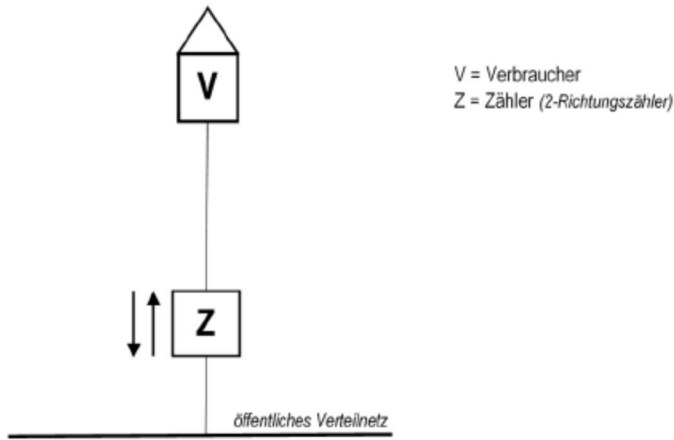 V
V = Verbraucher
Z = Zähler (2-Richtungszähler)
Z
öffentliches Verteilnetz